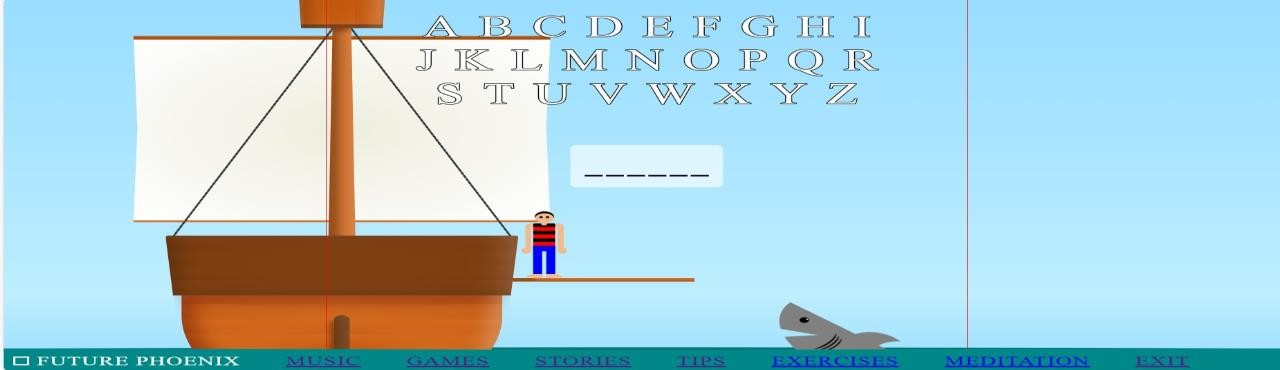 A B C D E F G H I
J K L M N O P Q R
S T U V W X Y Z
_ _ _ _ _ _
FUTURE PHOENIX MUSIC GAMES STORIES TIPS EXERCISES MEDITATION EXIT